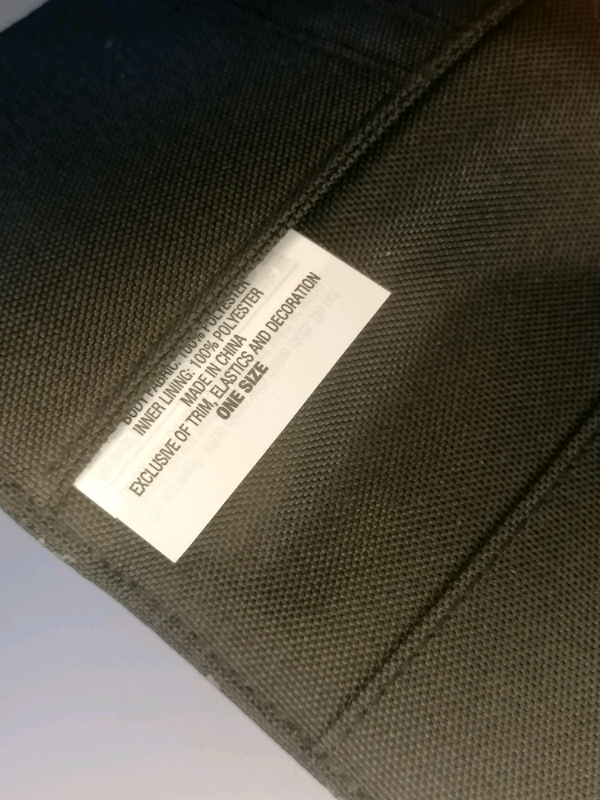 BODY FABRIC: 100% POLYESTER
INNER LINING: 100% POLYESTER
MADE IN CHINA
EXCLUSIVE OF TRIM, ELASTICS AND DECORATION
ONE SIZE